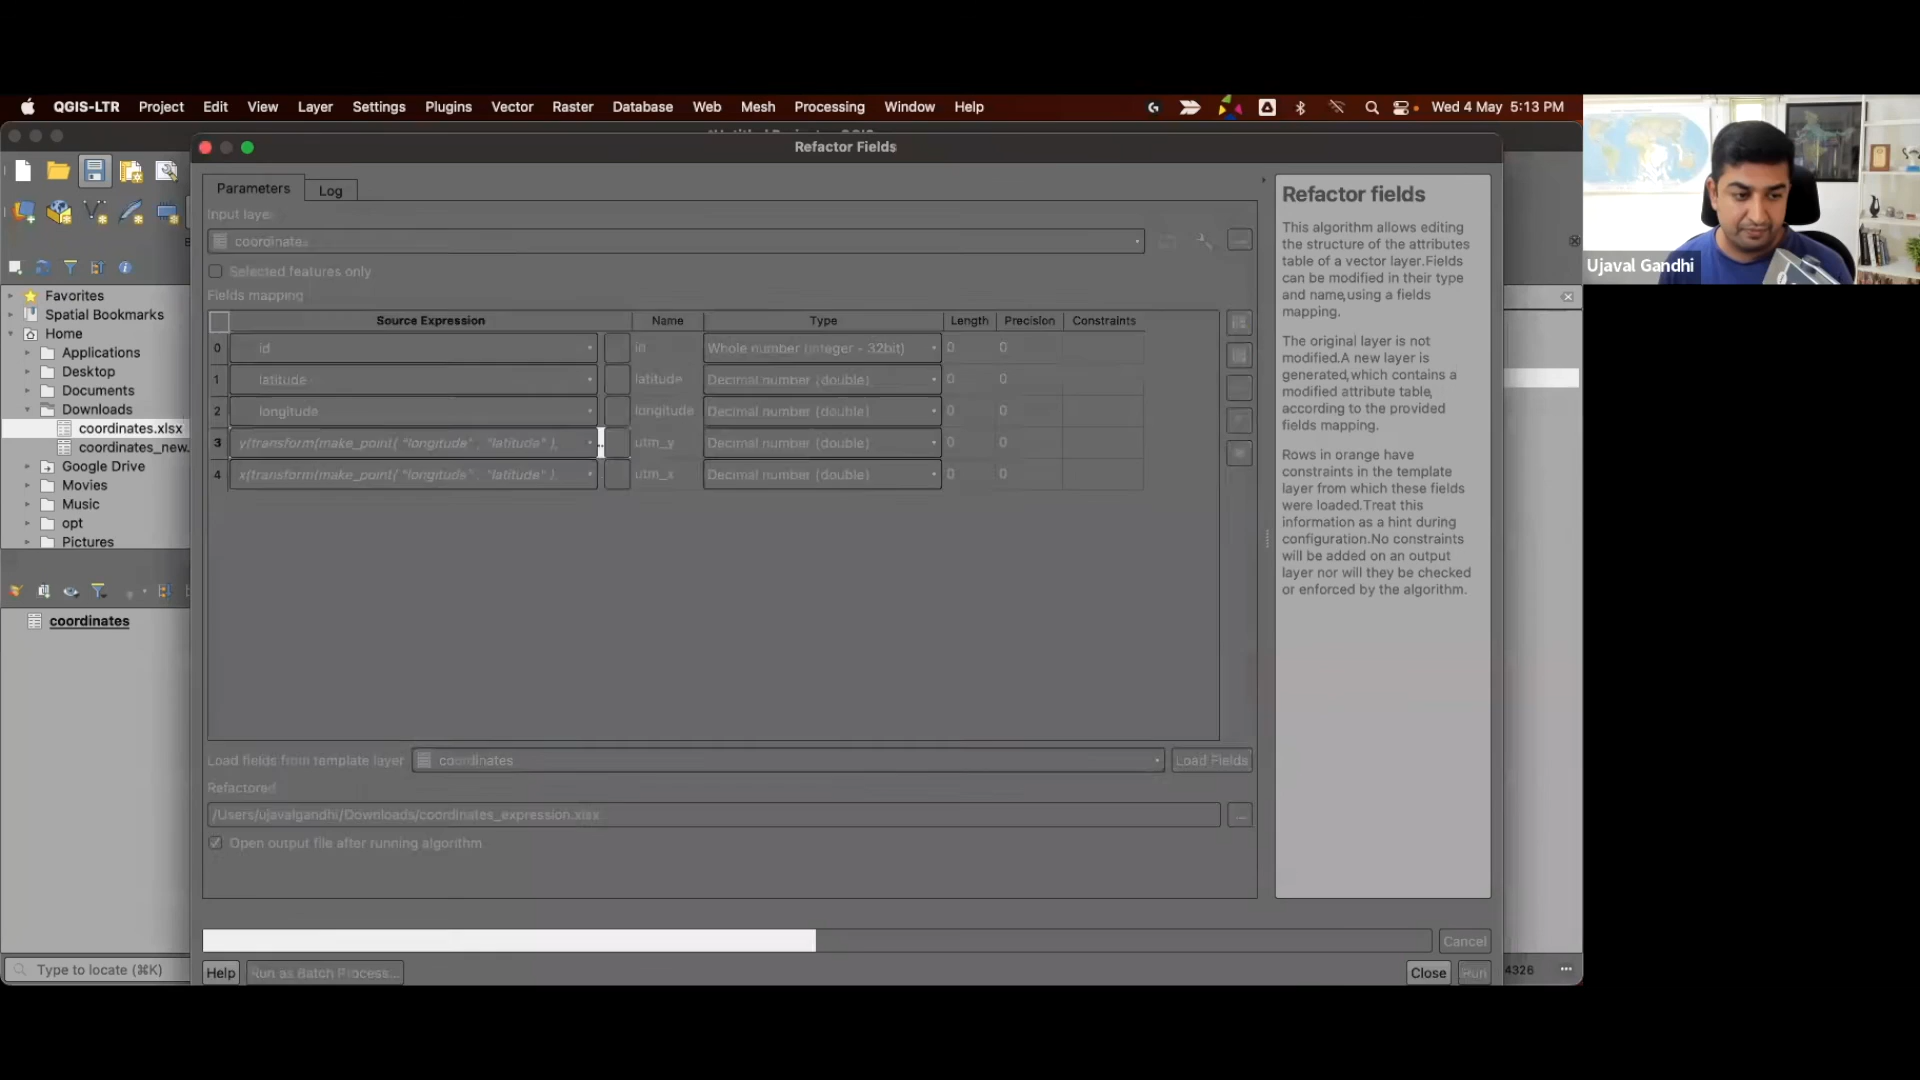 QGIS-LTR Project Edit View Layer Settings Plugins Vector Raster Database Web Mesh Processing Window Help Wed 4 May 5:13 PM
Refactor Fields
Parameters Log
Input layer
coordinates
Selected features only
Fields mapping
Source Expression Name Type Length Precision Constraints
0 id id Whole number (integer - 32bit) 0 0
1 latitude latitude Decimal number (double) 0 0
2 longitude longitude Decimal number (double) 0 0
3 y(transform(make_point( "longitude" , "latitude" ), utm_y Decimal number (double) 0 0
4 x(transform(make_point( "longitude" , "latitude" ), utm_x Decimal number (double) 0 0
Load fields from template layer coordinates Load Fields
Refactored
/Users/ujavalgandhi/Downloads/coordinates_expression.xlsx
Open output file after running algorithm
Cancel
Help Run as Batch Process... Close Run
Refactor fields
This algorithm allows editing
the structure of the attributes
table of a vector layer.Fields
can be modified in their type
and name,using a fields
mapping.
The original layer is not
modified.A new layer is
generated,which contains a
modified attribute table,
according to the provided
fields mapping.
Rows in orange have
constraints in the template
layer from which these fields
were loaded.Treat this
information as a hint during
configuration.No constraints
will be added on an output
layer nor will they be checked
or enforced by the algorithm.
Favorites
Spatial Bookmarks
Home
Applications
Desktop
Documents
Downloads
coordinates.xlsx
coordinates_new.
Google Drive
Movies
Music
opt
Pictures
coordinates
Type to locate (⌘K)
4326
Ujaval Gandhi